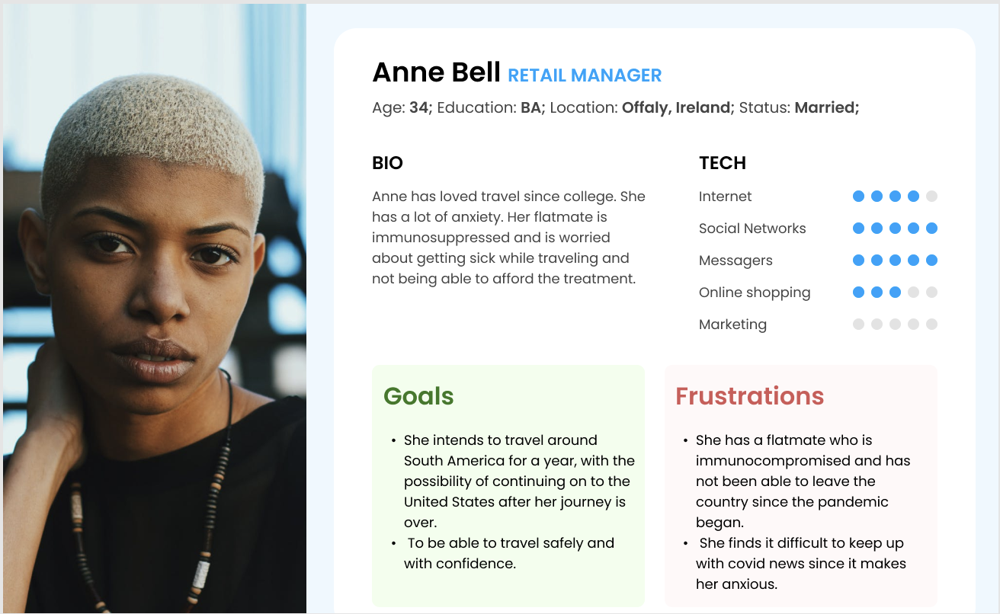 Anne Bell RETAIL MANAGER
Age: 34; Education: BA; Location: Offaly, Ireland; Status: Married;
BIO
Anne has loved travel since college. She
has a lot of anxiety. Her flatmate is
immunosuppressed and is worried
about getting sick while traveling and
not being able to afford the treatment.
TECH
Internet
Social Networks
Messagers
Online shopping
Marketing
Goals
• She intends to travel around
South America for a year, with the
possibility of continuing on to the
United States after her journey is
over.
• To be able to travel safely and
with confidence.
Frustrations
• She has a flatmate who is
immunocompromised and has
not been able to leave the
country since the pandemic
began.
• She finds it difficult to keep up
with covid news since it makes
her anxious.